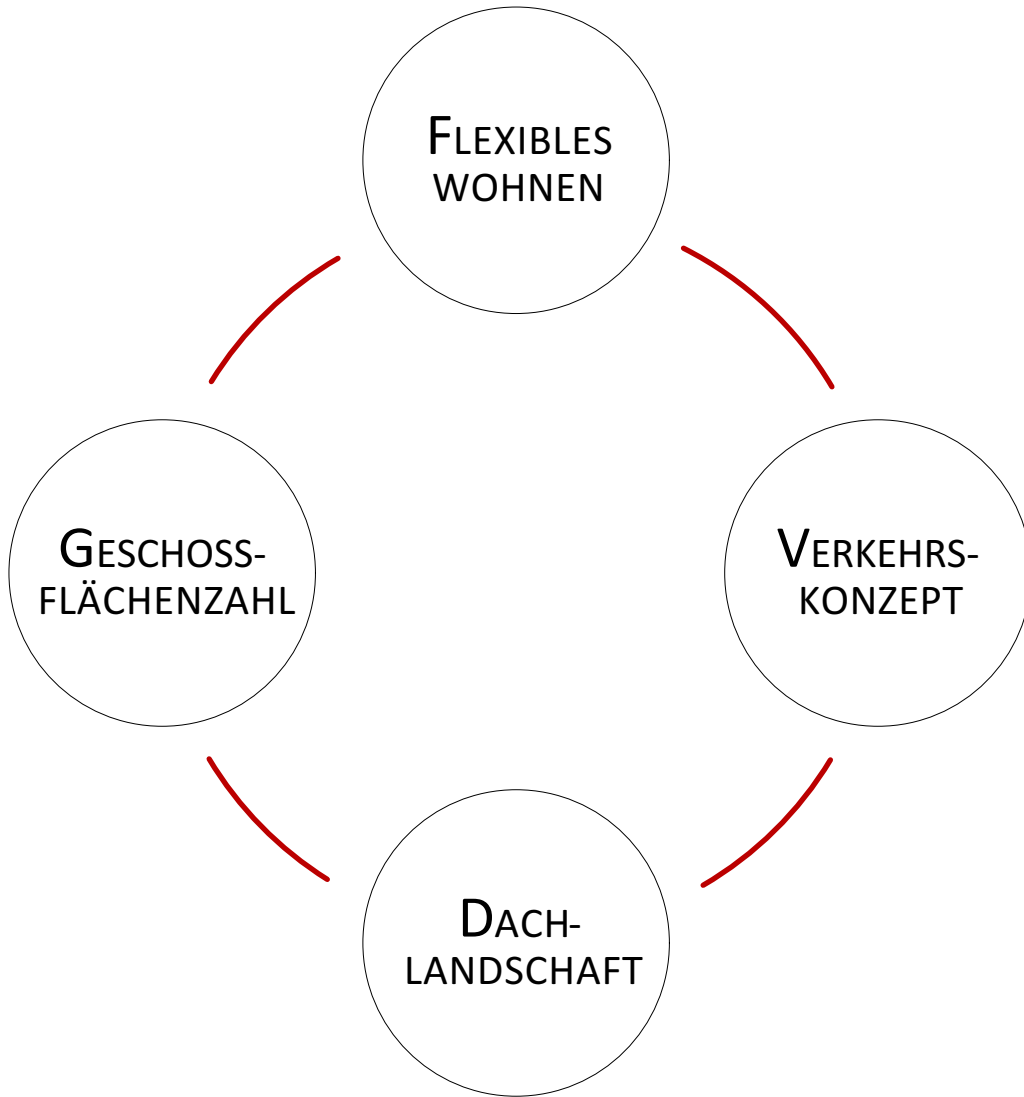 FLEXIBLES
WOHNEN
GESCHOSS-
FLÄCHENZAHL
VERKEHRS-
KONZEPT
DACH-
LANDSCHAFT